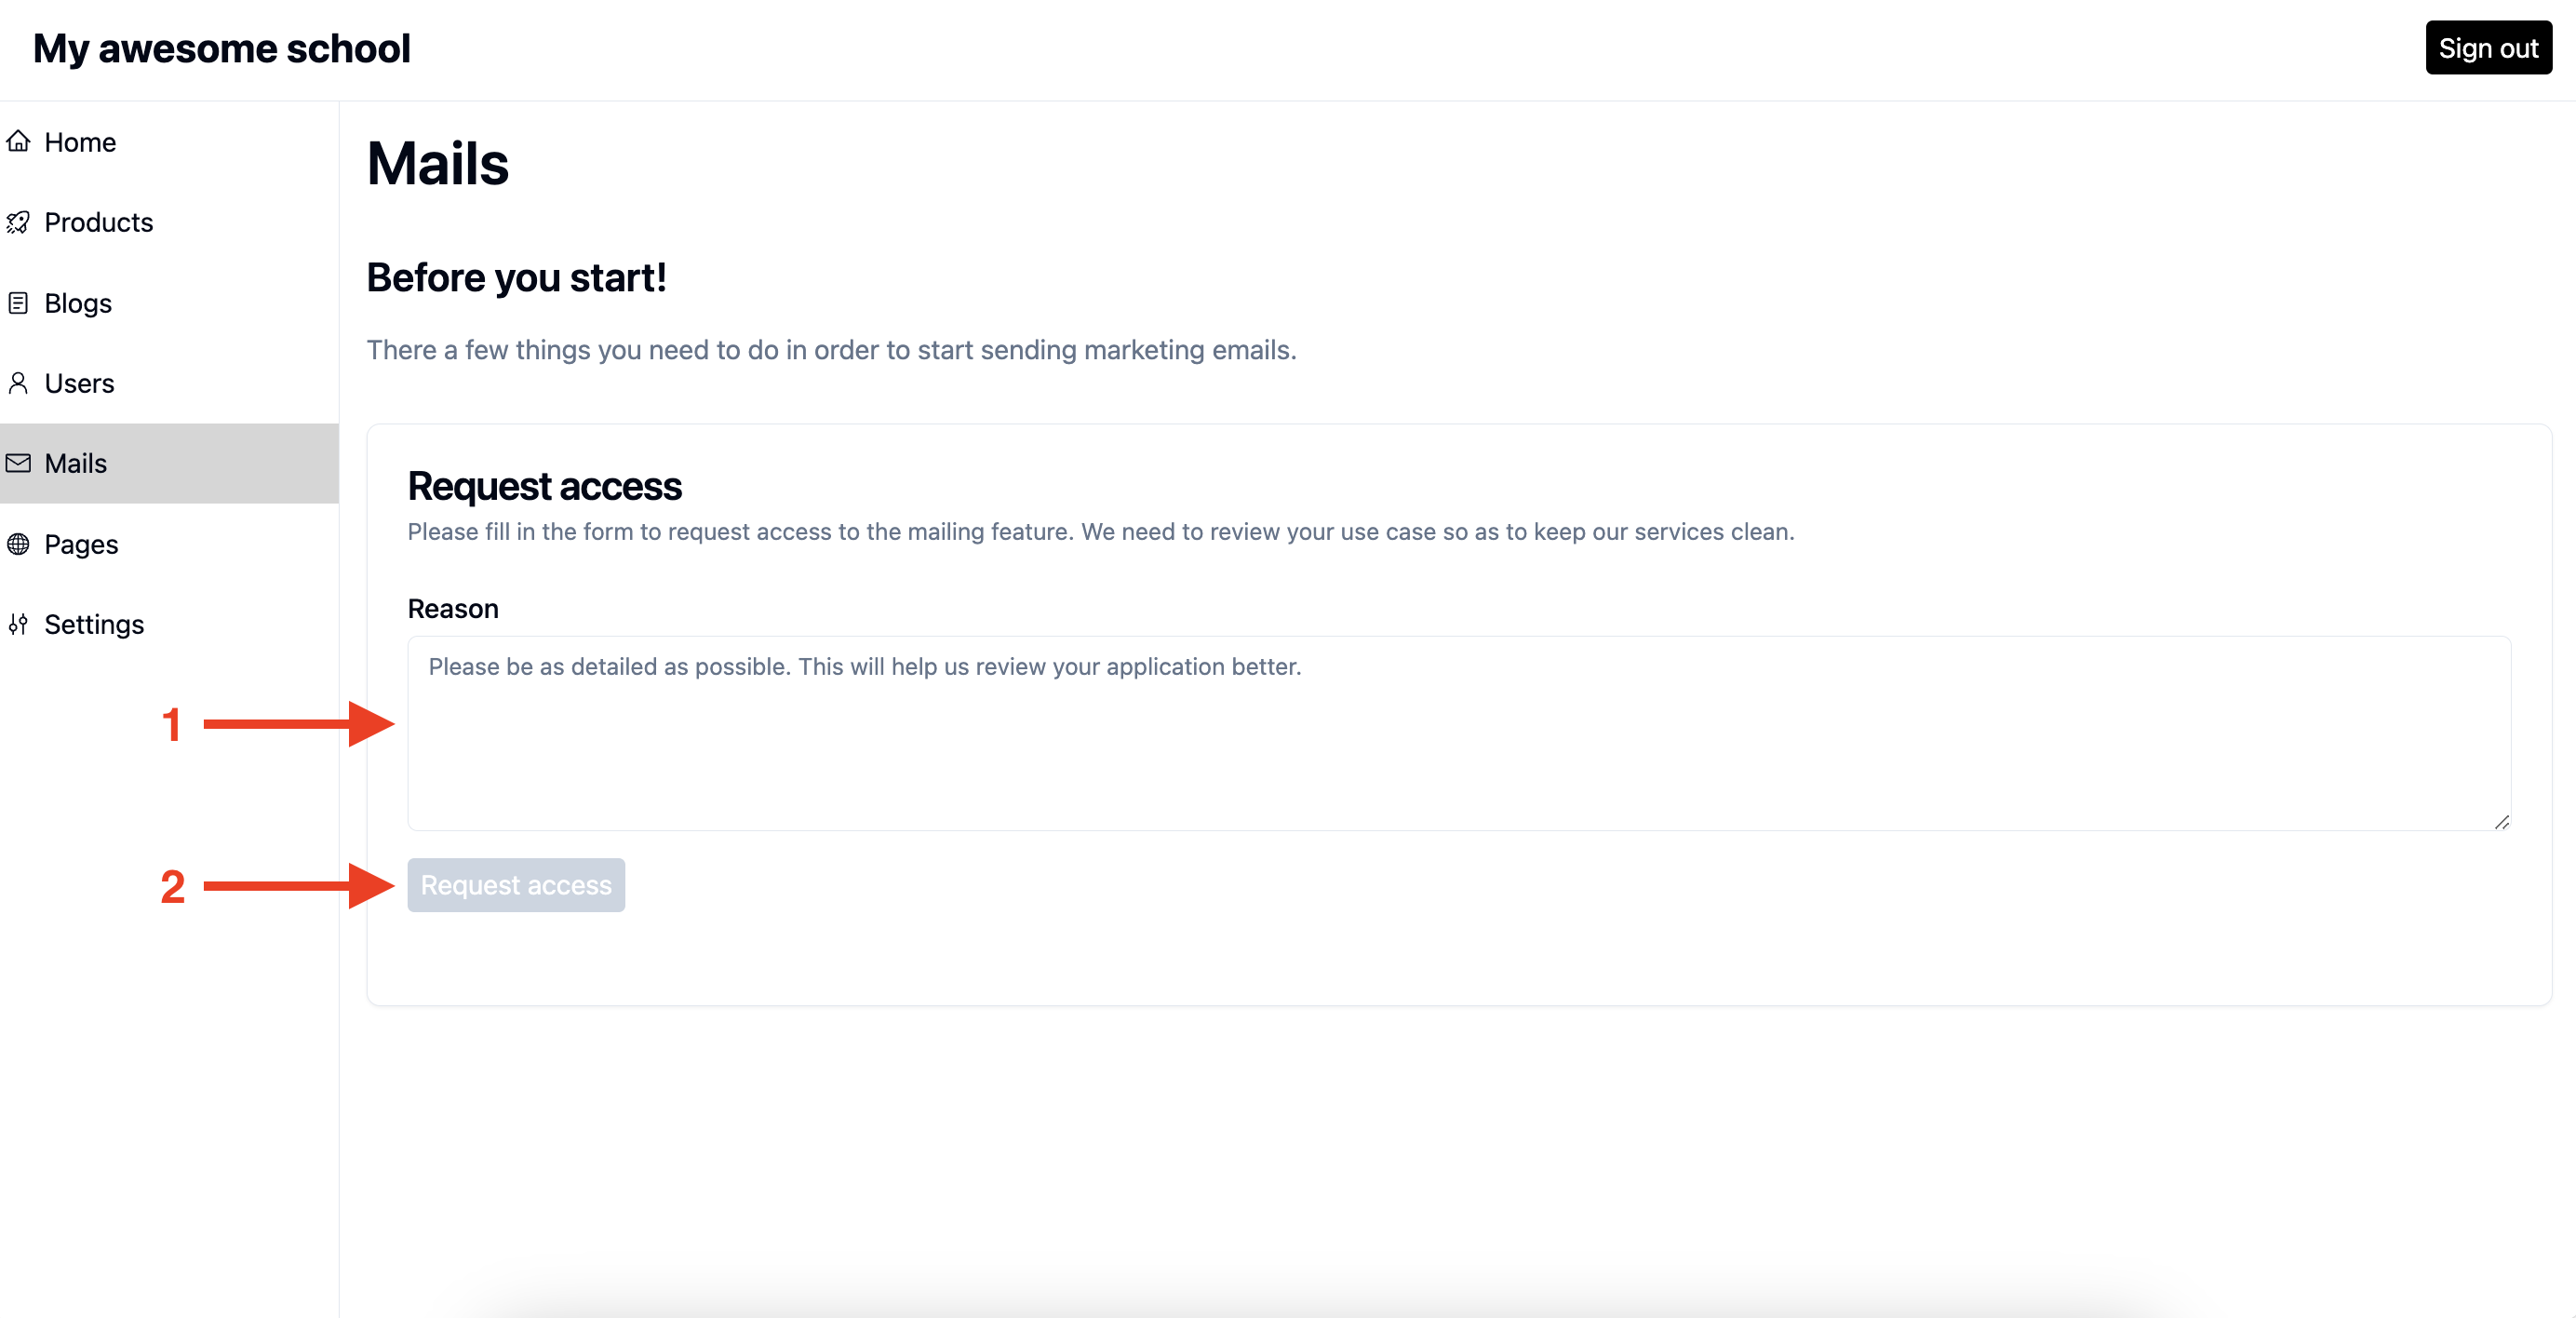 My awesome school
Sign out
Home
Products
Blogs
Users
Mails
Pages
Settings
Mails
Before you start!
There a few things you need to do in order to start sending marketing emails.
Request access
Please fill in the form to request access to the mailing feature. We need to review your use case so as to keep our services clean.
Reason
Please be as detailed as possible. This will help us review your application better.
1
2
Request access